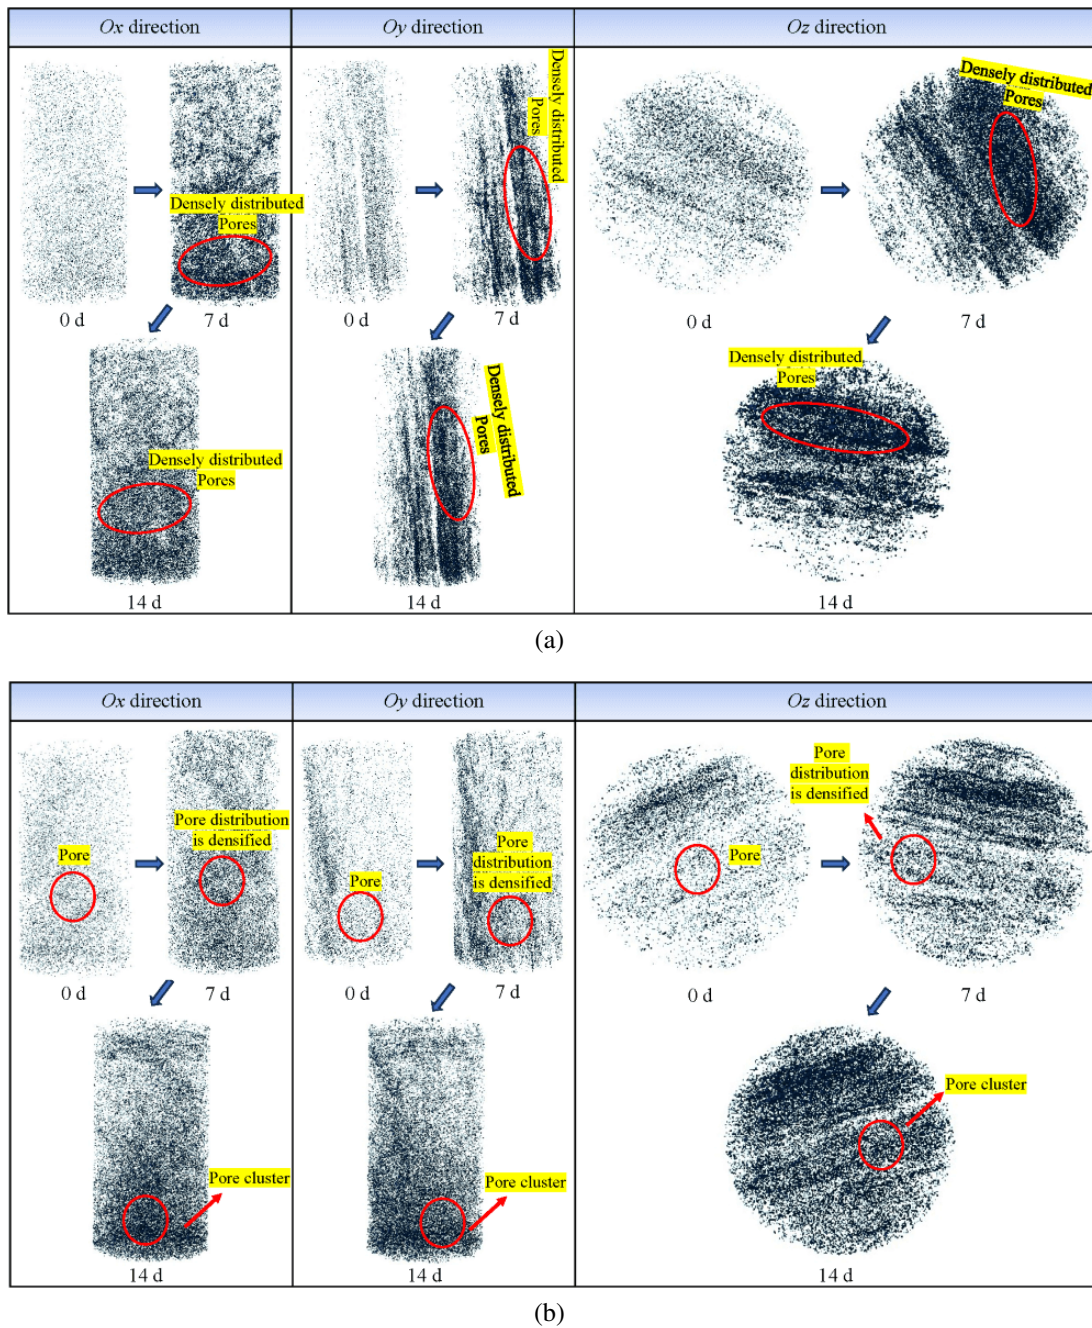 Ox direction
Oy direction
Oz direction
Densely distributed
Pores
0 d
7 d
Densely distributed
Pores
14 d
Densely distributed
Pores
0 d
7 d
Densely distributed
Pores
14 d
Densely distributed
Pores
0 d
7 d
Densely distributed
Pores
14 d
(a)
Ox direction
Oy direction
Oz direction
Pore
Pore distribution
is densified
0 d
7 d
Pore cluster
14 d
Pore
Pore
distribution
is densified
0 d
7 d
Pore cluster
14 d
Pore
Pore
distribution
is densified
0 d
7 d
Pore cluster
14 d
(b)